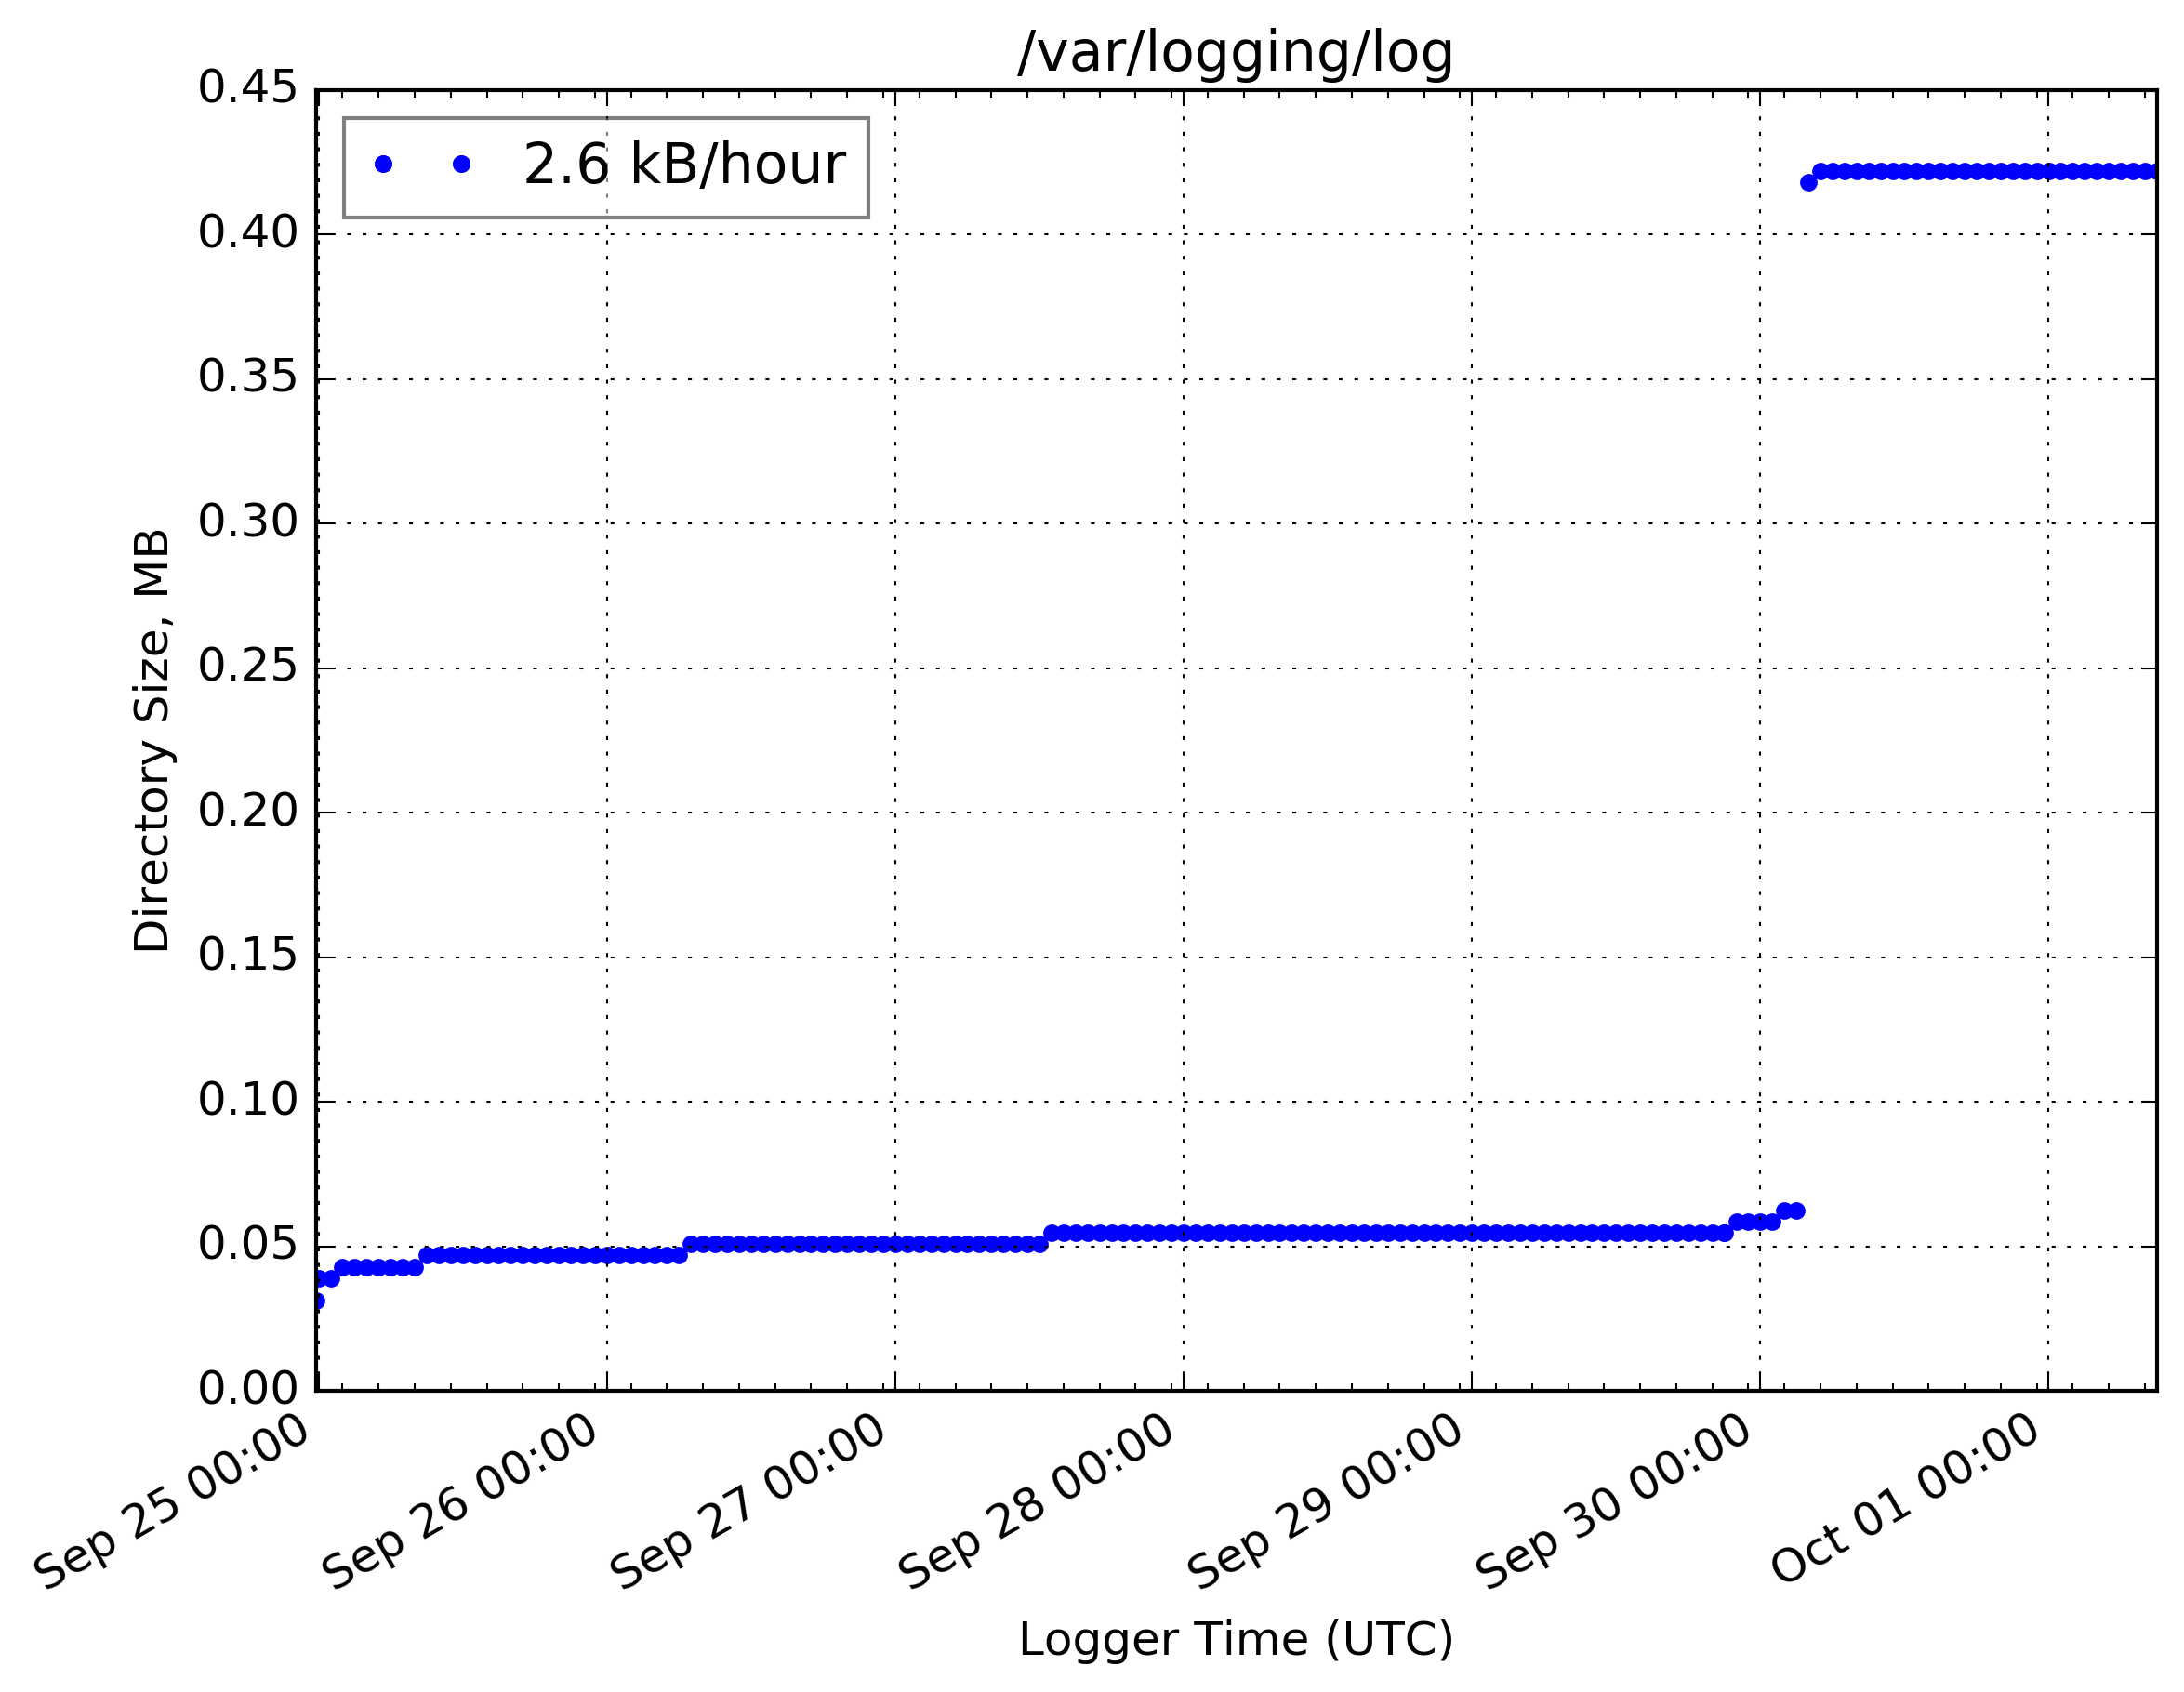 /var/logging/log
2.6 kB/hour
0.45
0.40
0.35
0.30
0.25
0.20
0.15
0.10
0.05
0.00
Directory Size, MB
Sep 25 00:00
Sep 26 00:00
Sep 27 00:00
Sep 28 00:00
Sep 29 00:00
Sep 30 00:00
Oct 01 00:00
Logger Time (UTC)